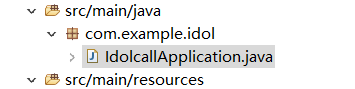 src/main/java
com.example.idol
IdolcallApplication.java
src/main/resources